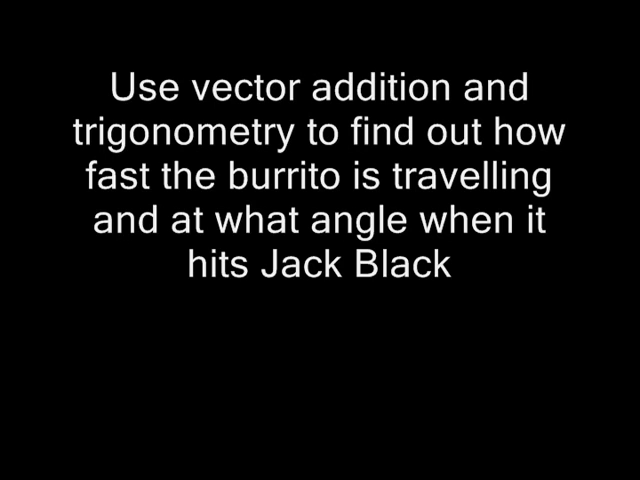 Use vector addition and
trigonometry to find out how
fast the burrito is travelling
and at what angle when it
hits Jack Black